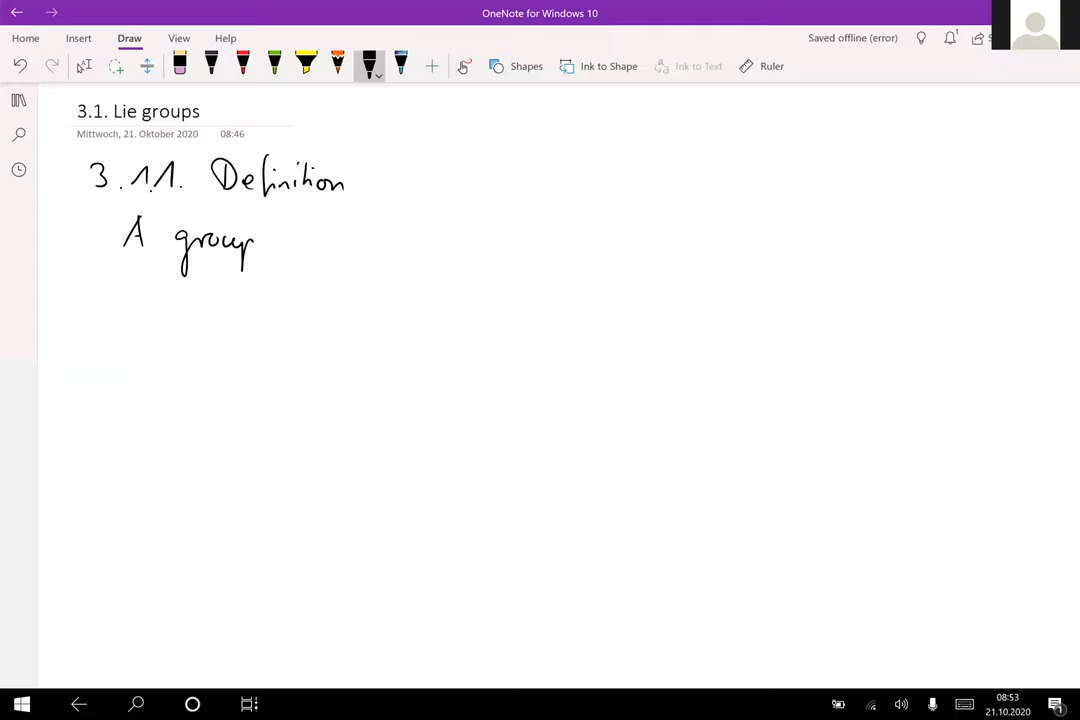 OneNote for Windows 10
Home Insert Draw View Help Saved offline (error)
Shapes Ink to Shape Ink to Text Ruler
3.1. Lie groups
Mittwoch, 21. Oktober 2020 08:46
3.1.1. Definition
A group
08:53
21.10.2020